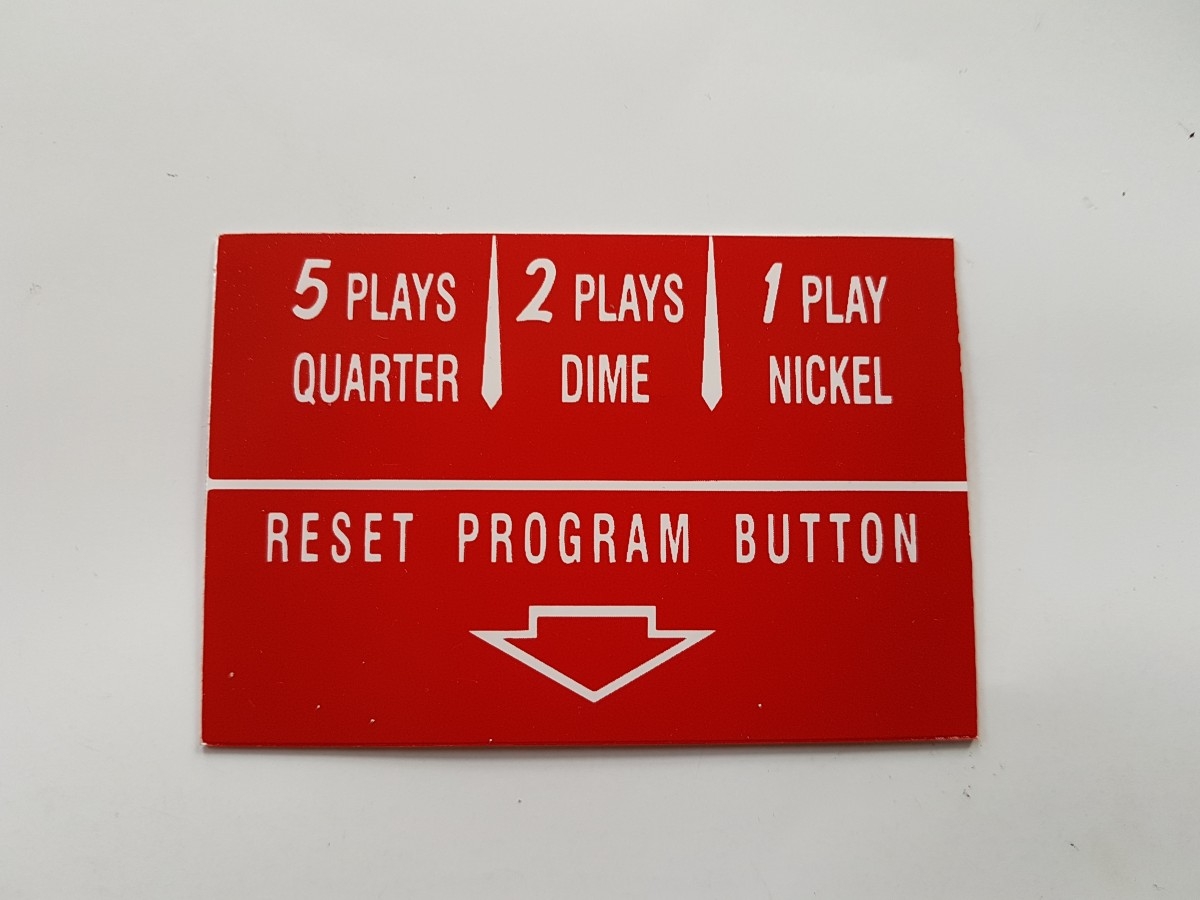 5 PLAYS 2 PLAYS 1 PLAY
QUARTER DIME NICKEL
RESET PROGRAM BUTTON